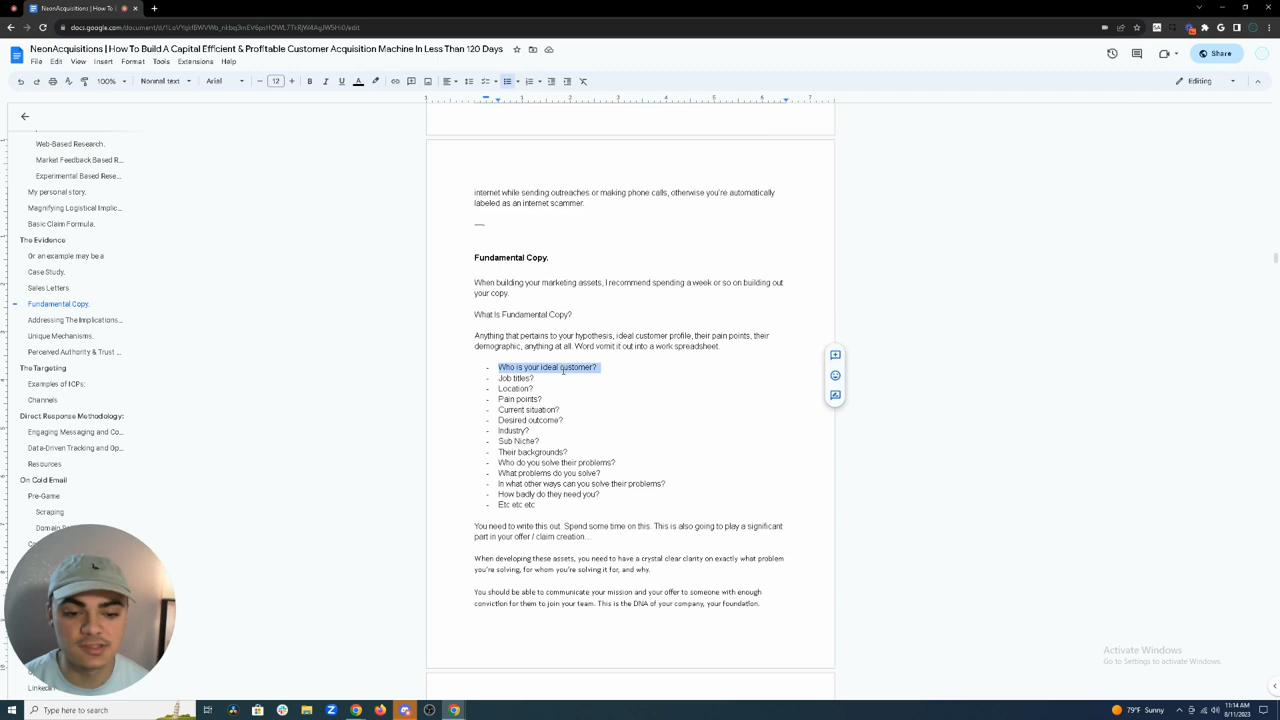 NeonAcquisitions | How To
docs.google.com/document/d/
NeonAcquisitions | How To Build A Capital Efficient & Profitable Customer Acquisition Machine In Less Than 120 Days
File Edit View Insert Format Tools Extensions Help
Share
100% Normal text Arial 12 Editing
Web-Based Research.
Market Feedback Based R...
Experimental Based Rese...
My personal story.
Magnifying Logistical Implic...
Basic Claim Formula.
The Evidence
Or an example may be a
Case Study.
Sales Letters
Fundamental Copy.
Addressing The Implications...
Unique Mechanisms.
Perceived Authority & Trust ...
The Targeting
Examples of ICPs:
Channels
Direct Response Methodology:
Engaging Messaging and Co...
Data-Driven Tracking and Op...
Resources
On Cold Email
Pre-Game
Scraping
Domain
LinkedIn
internet while sending outreaches or making phone calls, otherwise you're automatically
labeled as an internet scammer.
Fundamental Copy.
When building your marketing assets, I recommend spending a week or so on building out
your copy.
What Is Fundamental Copy?
Anything that pertains to your hypothesis, ideal customer profile, their pain points, their
demographic, anything at all. Word vomit it out into a work spreadsheet.
- Who is your ideal customer?
- Job titles?
- Location?
- Pain points?
- Current situation?
- Desired outcome?
- Industry?
- Sub Niche?
- Their backgrounds?
- Who do you solve their problems?
- What problems do you solve?
- In what other ways can you solve their problems?
- How badly do they need you?
- Etc etc etc
You need to write this out. Spend some time on this. This is also going to play a significant
part in your offer / claim creation...
When developing these assets, you need to have a crystal clear clarity on exactly what problem
you're solving, for whom you're solving it for, and why.
You should be able to communicate your mission and your offer to someone with enough
conviction for them to join your team. This is the DNA of your company, your foundation.
Activate Windows
Go to Settings to activate Windows.
Type here to search
79°F Sunny
11:14 AM
8/11/2023